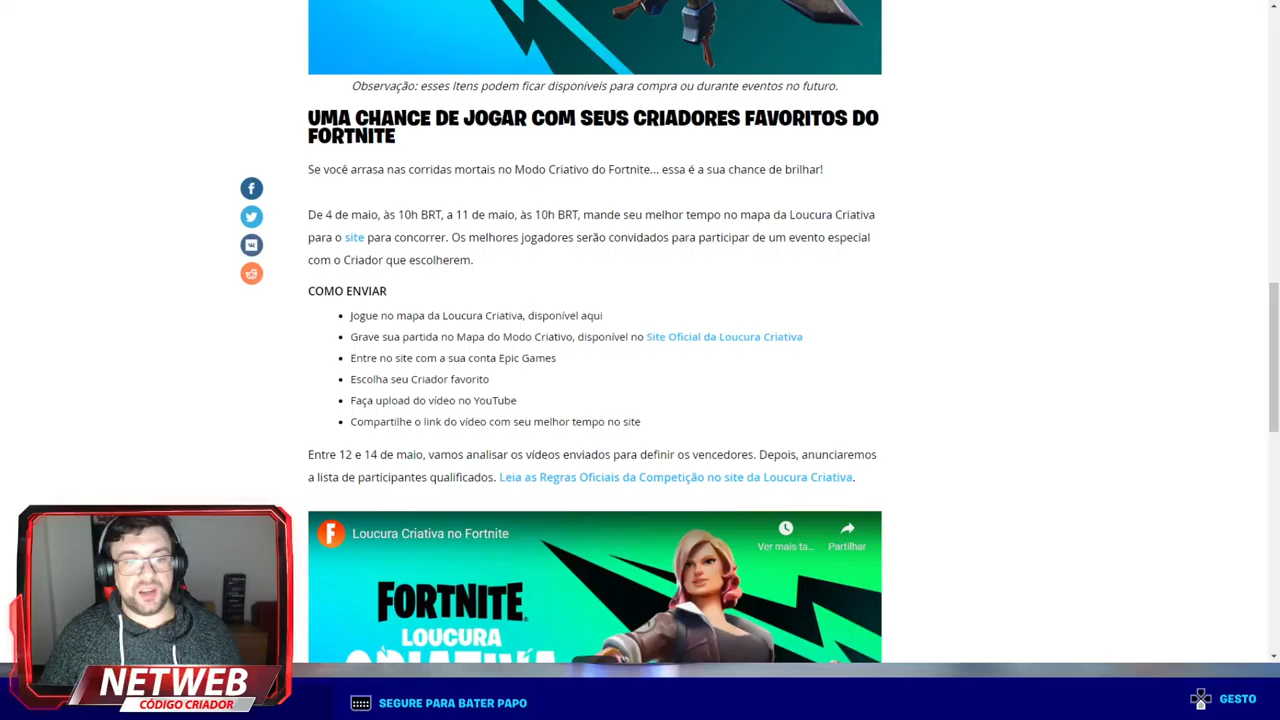 Observação: esses Itens podem ficar disponíveis para compra ou durante eventos no futuro.
UMA CHANCE DE JOGAR COM SEUS CRIADORES FAVORITOS DO
FORTNITE
Se você arrasa nas corridas mortais no Modo Criativo do Fortnite... essa é a sua chance de brilhar!
De 4 de maio, às 10h BRT, a 11 de maio, às 10h BRT, mande seu melhor tempo no mapa da Loucura Criativa
para o site para concorrer. Os melhores jogadores serão convidados para participar de um evento especial
com o Criador que escolherem.
COMO ENVIAR
• Jogue no mapa da Loucura Criativa, disponível aqui
• Grave sua partida no Mapa do Modo Criativo, disponível no Site Oficial da Loucura Criativa
• Entre no site com a sua conta Epic Games
• Escolha seu Criador favorito
• Faça upload do vídeo no YouTube
• Compartilhe o link do vídeo com seu melhor tempo no site
Entre 12 e 14 de maio, vamos analisar os vídeos enviados para definir os vencedores. Depois, anunciaremos
a lista de participantes qualificados. Leia as Regras Oficiais da Competição no site da Loucura Criativa.
Loucura Criativa no Fortnite
Ver mais ta...
Partilhar
FORTNITE
LOUCURA
CRIATIVA
NETWEB
CÓDIGO CRIADOR
SEGURE PARA BATER PAPO
GESTO